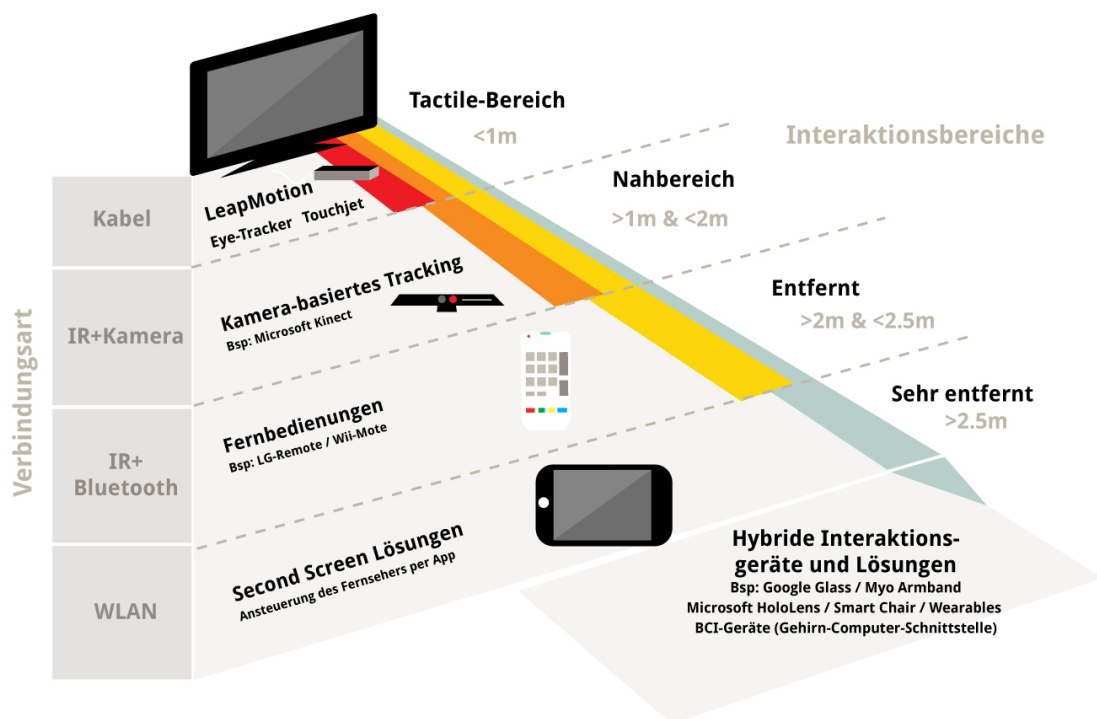 Tactile-Bereich
<1m
Interaktionsbereiche
Nahbereich
>1m & <2m
Entfernt
>2m & <2.5m
Sehr entfernt
>2.5m
Verbindungsart
Kabel
LeapMotion
Eye-Tracker Touchjet
IR+Kamera
Kamera-basiertes Tracking
Bsp: Microsoft Kinect
IR+
Bluetooth
Fernbedienungen
Bsp: LG-Remote / Wii-Mote
WLAN
Second Screen Lösungen
Ansteuerung des Fernsehers per App
Hybride Interaktions-
geräte und Lösungen
Bsp: Google Glass / Myo Armband
Microsoft HoloLens / Smart Chair / Wearables
BCI-Geräte (Gehirn-Computer-Schnittstelle)